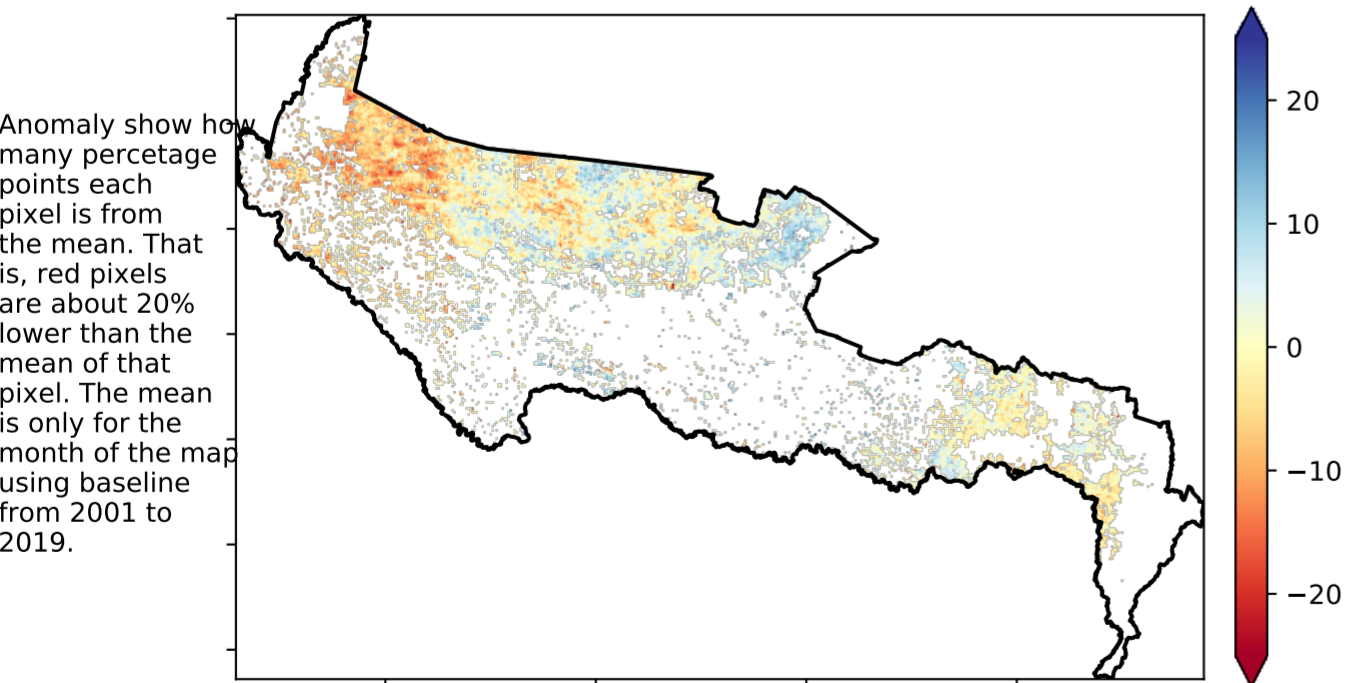 Anomaly show how
many percetage
points each
pixel is from
the mean. That
is, red pixels
are about 20%
lower than the
mean of that
pixel. The mean
is only for the
month of the map
using baseline
from 2001 to
2019.
20
10
0
−10
−20